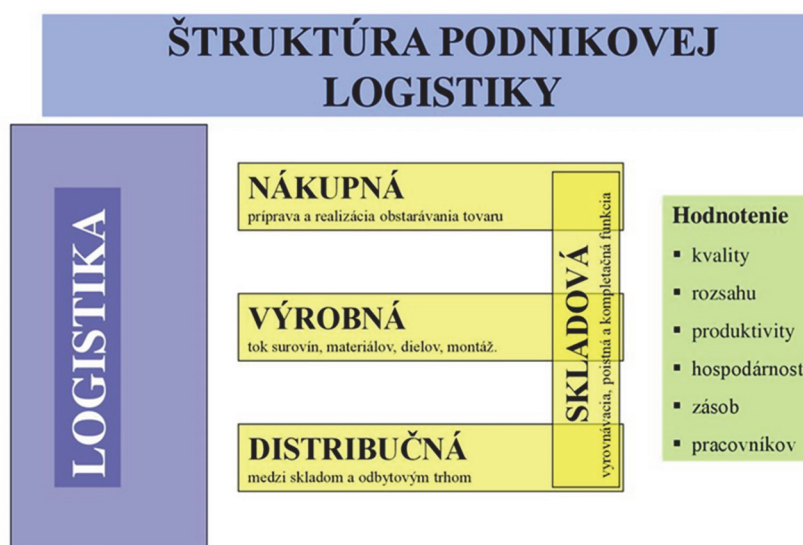 ŠTRUKTÚRA PODNIKOVEJ
LOGISTIKY
LOGISTIKA
NÁKUPNÁ
príprava a realizácia obstarávania tovaru
VÝROBNÁ
tok surovín, materiálov, dielov, montáž.
DISTRIBUČNÁ
medzi skladom a odbytovým trhom
SKLADOVÁ
vyrovnávacia, poistná a kompletačná funkcia
Hodnotenie
▪ kvality
▪ rozsahu
▪ produktivity
▪ hospodárnost
▪ zásob
▪ pracovníkov